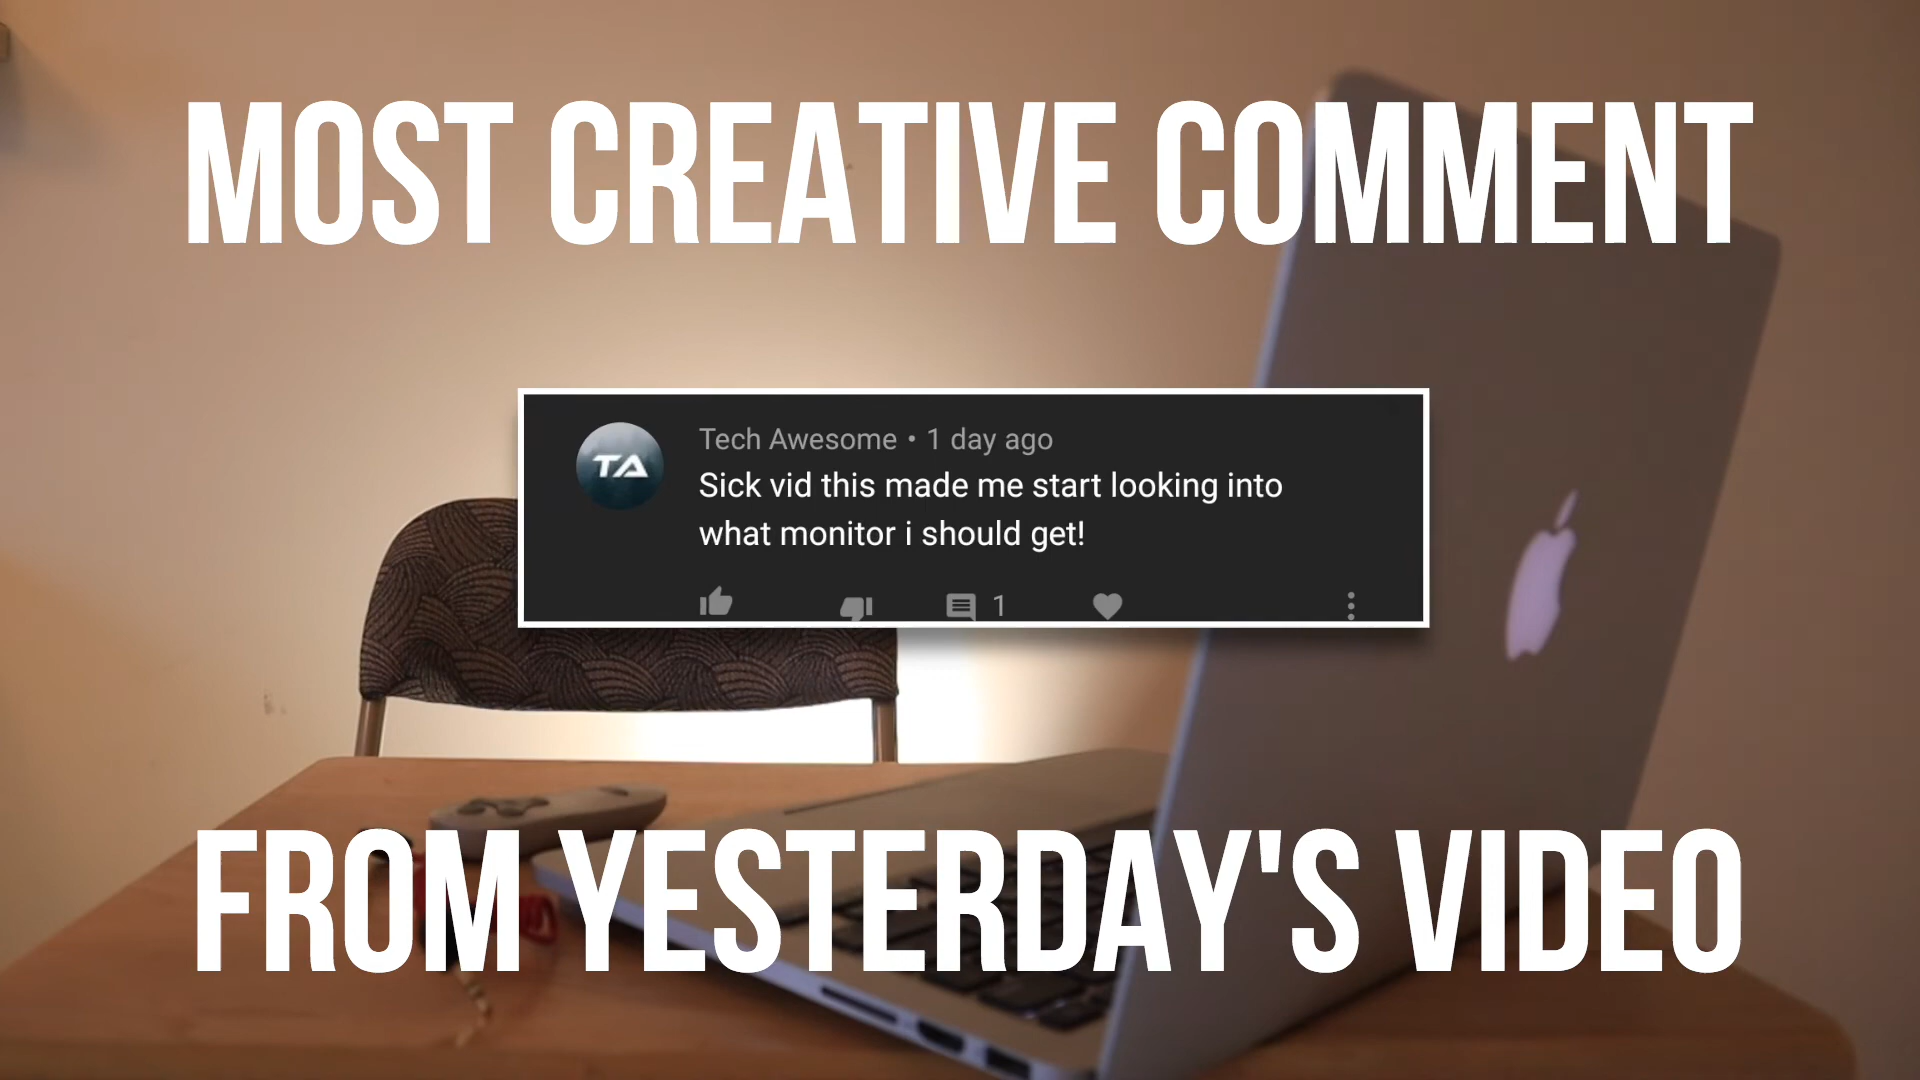 MOST CREATIVE COMMENT
TA
Tech Awesome • 1 day ago
Sick vid this made me start looking into
what monitor i should get!
1
FROM YESTERDAY'S VIDEO